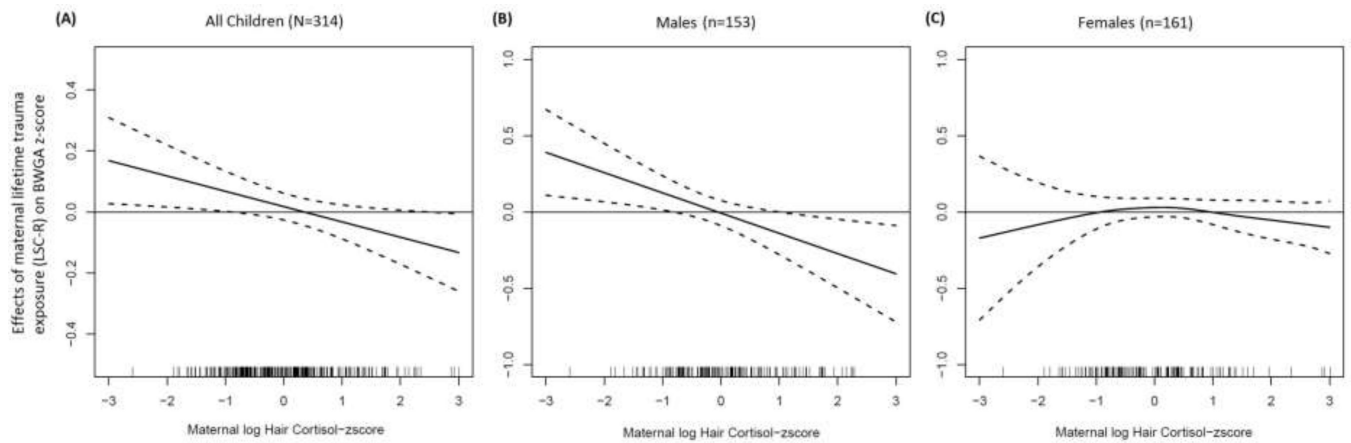 (A) All Children (N=314)
(B) Males (n=153)
(C) Females (n=161)
Effects of maternal lifetime trauma
exposure (LSC-R) on BWGA z-score
0.4
0.2
0.0
−0.2
−0.4
−3 −2 −1 0 1 2 3
Maternal log Hair Cortisol−zscore
1.0
0.5
0.0
−0.5
−1.0
−3 −2 −1 0 1 2 3
Maternal log Hair Cortisol−zscore
1.0
0.5
0.0
−0.5
−1.0
−3 −2 −1 0 1 2 3
Maternal log Hair Cortisol−zscore